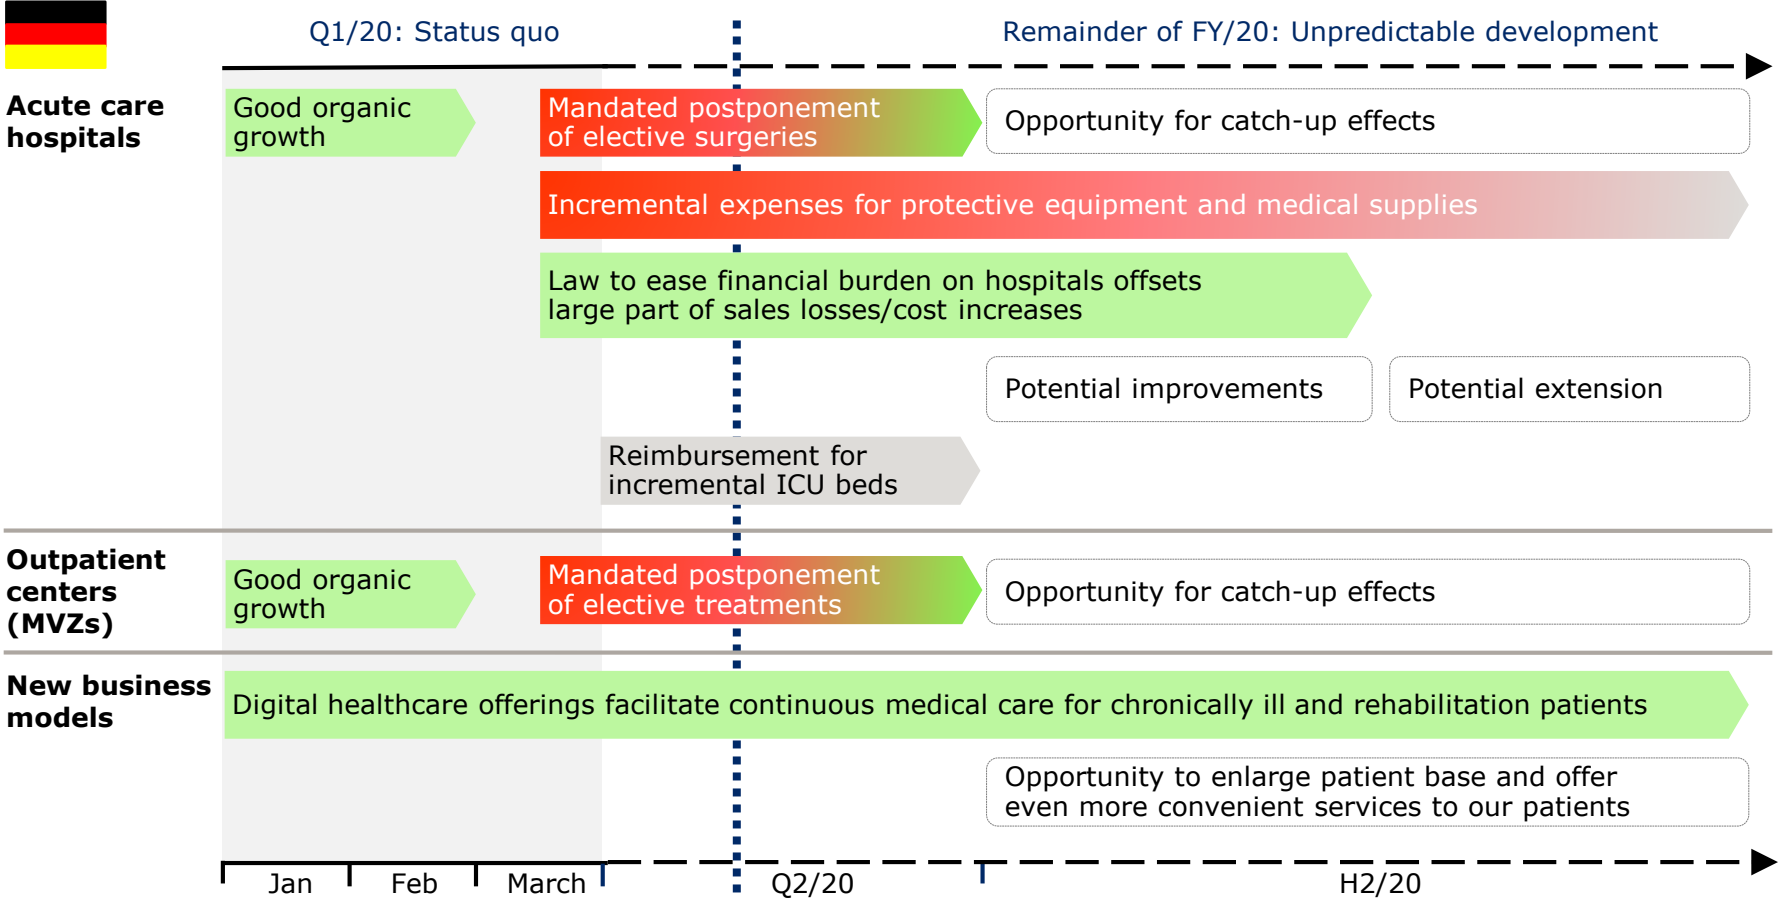 Q1/20: Status quo
Remainder of FY/20: Unpredictable development
Acute care
hospitals
Good organic
growth
Mandated postponement
of elective surgeries
Opportunity for catch-up effects
Incremental expenses for protective equipment and medical supplies
Law to ease financial burden on hospitals offsets
large part of sales losses/cost increases
Potential improvements
Potential extension
Reimbursement for
incremental ICU beds
Outpatient
centers
(MVZs)
Good organic
growth
Mandated postponement
of elective treatments
Opportunity for catch-up effects
New business
models
Digital healthcare offerings facilitate continuous medical care for chronically ill and rehabilitation patients
Opportunity to enlarge patient base and offer
even more convenient services to our patients
Jan
Feb
March
Q2/20
H2/20